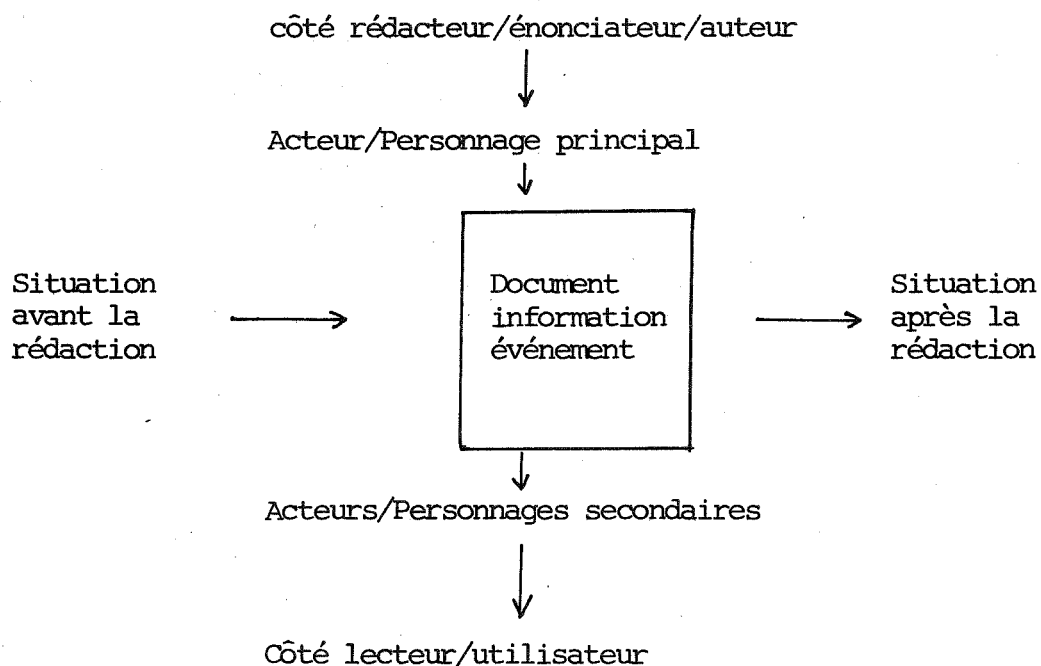 côté rédacteur/énonciateur/auteur
Acteur/Personnage principal
Situation
avant la
rédaction
Document
information
événement
Situation
après la
rédaction
Acteurs/Personnages secondaires
Côté lecteur/utilisateur